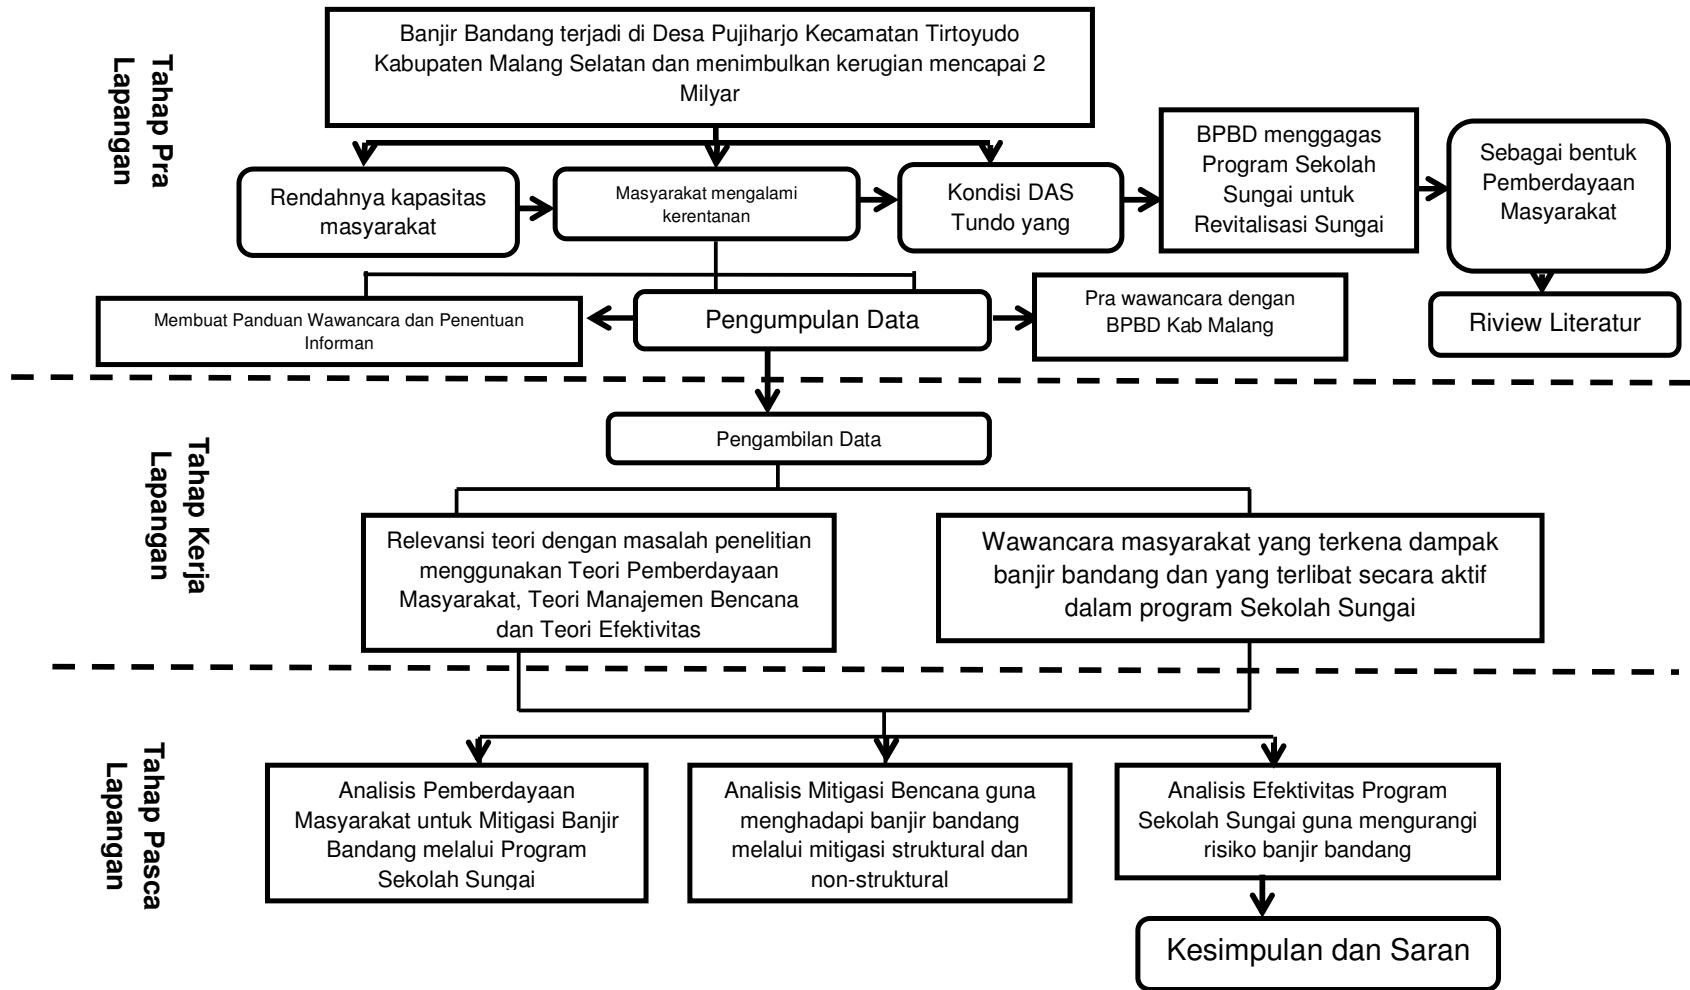 Tahap Pra
Lapangan
Banjir Bandang terjadi di Desa Pujiharjo Kecamatan Tirtoyudo
Kabupaten Malang Selatan dan menimbulkan kerugian mencapai 2
Milyar
Rendahnya kapasitas
masyarakat
Masyarakat mengalami
kerentanan
Kondisi DAS
Tundo yang
BPBD menggagas
Program Sekolah
Sungai untuk
Revitalisasi Sungai
Sebagai bentuk
Pemberdayaan
Masyarakat
Membuat Panduan Wawancara dan Penentuan
Informan
Pengumpulan Data
Pra wawancara dengan
BPBD Kab Malang
Riview Literatur
Tahap Kerja
Lapangan
Pengambilan Data
Relevansi teori dengan masalah penelitian
menggunakan Teori Pemberdayaan
Masyarakat, Teori Manajemen Bencana
dan Teori Efektivitas
Wawancara masyarakat yang terkena dampak
banjir bandang dan yang terlibat secara aktif
dalam program Sekolah Sungai
Tahap Pasca
Lapangan
Analisis Pemberdayaan
Masyarakat untuk Mitigasi Banjir
Bandang melalui Program
Sekolah Sungai
Analisis Mitigasi Bencana guna
menghadapi banjir bandang
melalui mitigasi struktural dan
non-struktural
Analisis Efektivitas Program
Sekolah Sungai guna mengurangi
risiko banjir bandang
Kesimpulan dan Saran